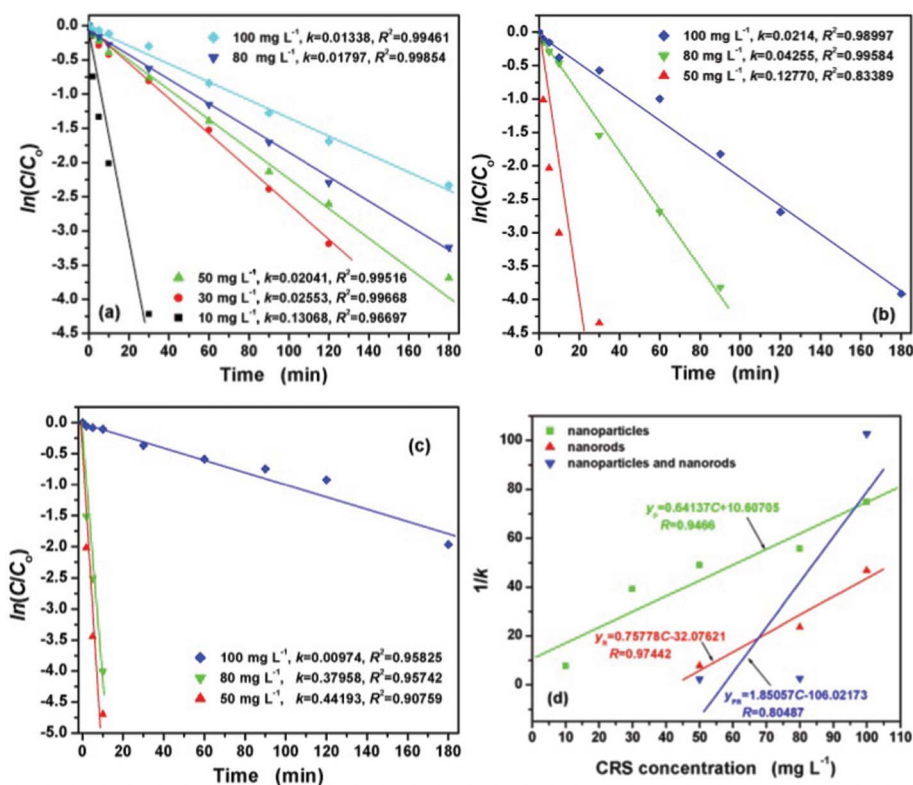 0.0
-0.5
-1.0
-1.5
-2.0
-2.5
-3.0
-3.5
-4.0
-4.5
ln(C/C₀)
100 mg L⁻¹, k=0.01338, R²=0.99461
80 mg L⁻¹, k=0.01797, R²=0.99854
50 mg L⁻¹, k=0.02041, R²=0.99516
30 mg L⁻¹, k=0.02553, R²=0.99668
10 mg L⁻¹, k=0.13068, R²=0.96697
(a)
0 20 40 60 80 100 120 140 160 180
Time (min)
0.0
-0.5
-1.0
-1.5
-2.0
-2.5
-3.0
-3.5
-4.0
-4.5
ln(C/C₀)
100 mg L⁻¹, k=0.0214, R²=0.98997
80 mg L⁻¹, k=0.04255, R²=0.99584
50 mg L⁻¹, k=0.12770, R²=0.83389
(b)
0 20 40 60 80 100 120 140 160 180
Time (min)
0.0
-0.5
-1.0
-1.5
-2.0
-2.5
-3.0
-3.5
-4.0
-4.5
-5.0
ln(C/C₀)
(c)
100 mg L⁻¹, k=0.00974, R²=0.95825
80 mg L⁻¹, k=0.37958, R²=0.95742
50 mg L⁻¹, k=0.44193, R²=0.90759
0 20 40 60 80 100 120 140 160 180
Time (min)
100
80
60
40
20
0
1/k
nanoparticles
nanorods
nanoparticles and nanorods
y_P=0.64137C+10.60705
R=0.9466
y_R=0.75778C-32.07621
R=0.97442
y_PR=1.85057C-106.02173
R=0.80487
(d)
10 20 30 40 50 60 70 80 90 100 110
CRS concentration (mg L⁻¹)